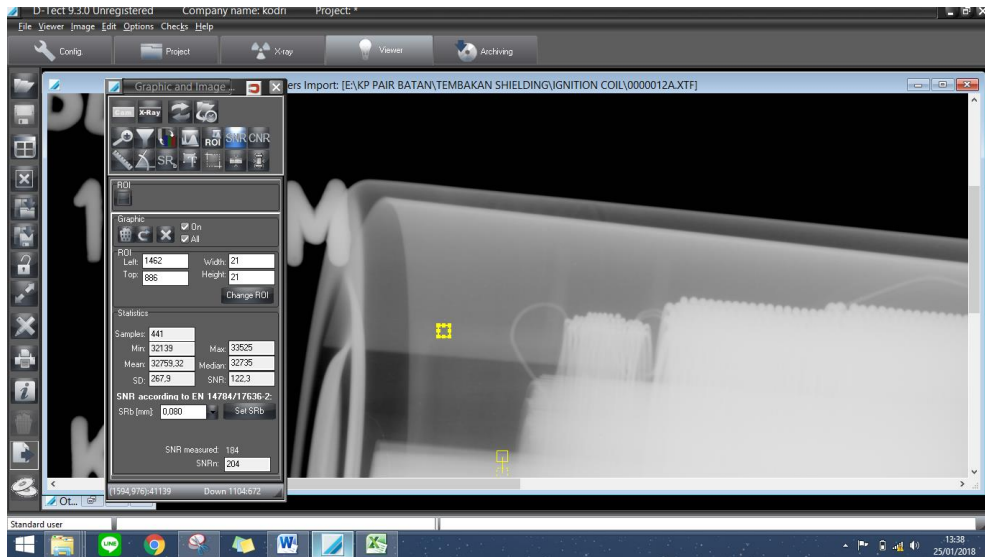 D-Tect 9.3.0 Unregistered Company name: kodri Project: *
File Viewer Image Edit Options Checks Help
Config. Project X-ray Viewer Archiving
Graphic and Image...
ers Import: [E:\KP PAIR BATAN\TEMBAKAN SHIELDING\IGNITION COIL\0000012A.XTF]
X-Ray
ROI SNR CNR
SRb
ROI
Graphic
On
All
ROI
Left: 1462 Width: 21
Top: 886 Height: 21
Change ROI
Statistics
Samples: 441
Min: 32139 Max: 33525
Mean: 32759,32 Median: 32735
SD: 267,9 SNR: 122,3
SNR according to EN 14784/17636-2:
SRb [mm]: 0,080 Set SRb
SNR measured: 184
SNRn: 204
(1594,976):41139 Down 1104:672
Ot...
Standard user
13:38
25/01/2018